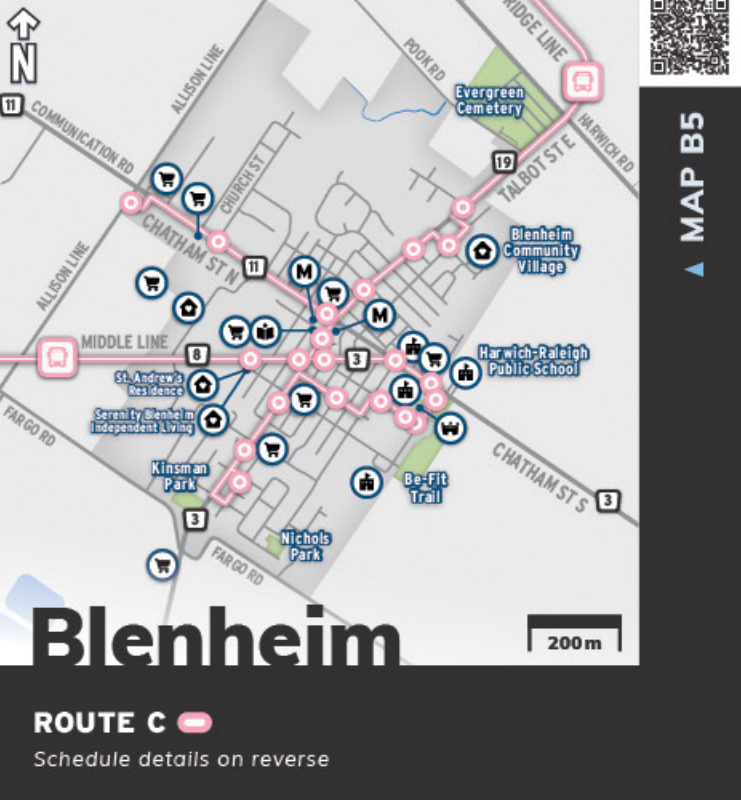 RIDGE LINE
ALLISON LINE
POOK RD
N
Evergreen
Cemetery
11
COMMUNICATION RD
HARWICH RD
19
TALBOT ST E
CHURCH ST
MAP B5
CHATHAM ST N
Blenheim
Community
Village
ALLISON LINE
11
M
M
MIDDLE LINE
8
3
Harwich-Raleigh
Public School
St. Andrew's
Residence
Serenity Blenheim
Independent Living
FARGO RD
CHATHAM ST S
3
Kinsman
Park
Be-Fit
Trail
3
Nichols
Park
FARGO RD
Blenheim
200 m
ROUTE C
Schedule details on reverse